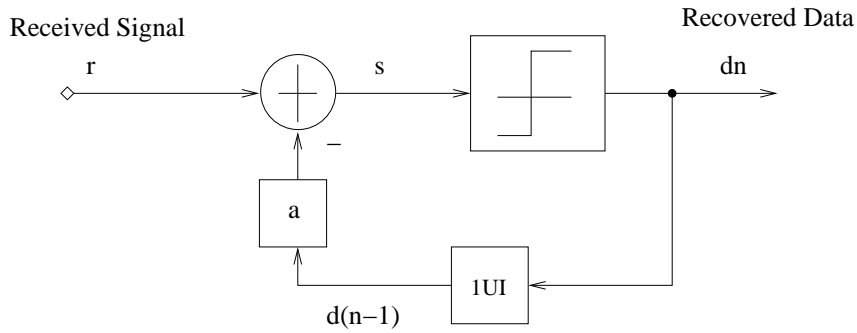 Received Signal
Recovered Data
r
s
dn
−
a
1UI
d(n−1)